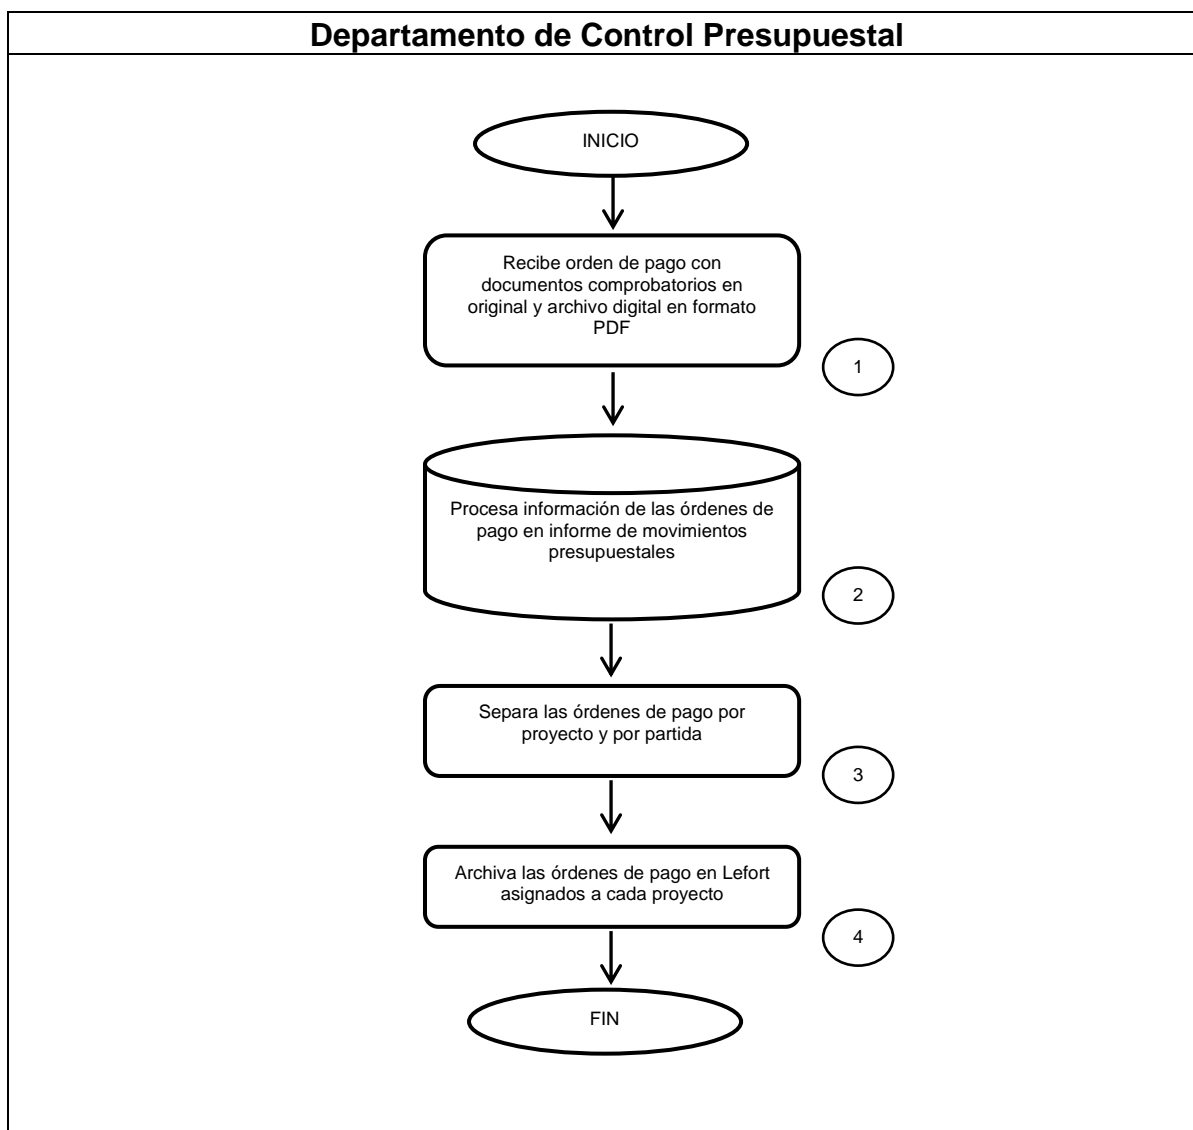 Departamento de Control Presupuestal
INICIO
Recibe orden de pago con
documentos comprobatorios en
original y archivo digital en formato
PDF
1
Procesa información de las órdenes de
pago en informe de movimientos
presupuestales
2
Separa las órdenes de pago por
proyecto y por partida
3
Archiva las órdenes de pago en Lefort
asignados a cada proyecto
4
FIN